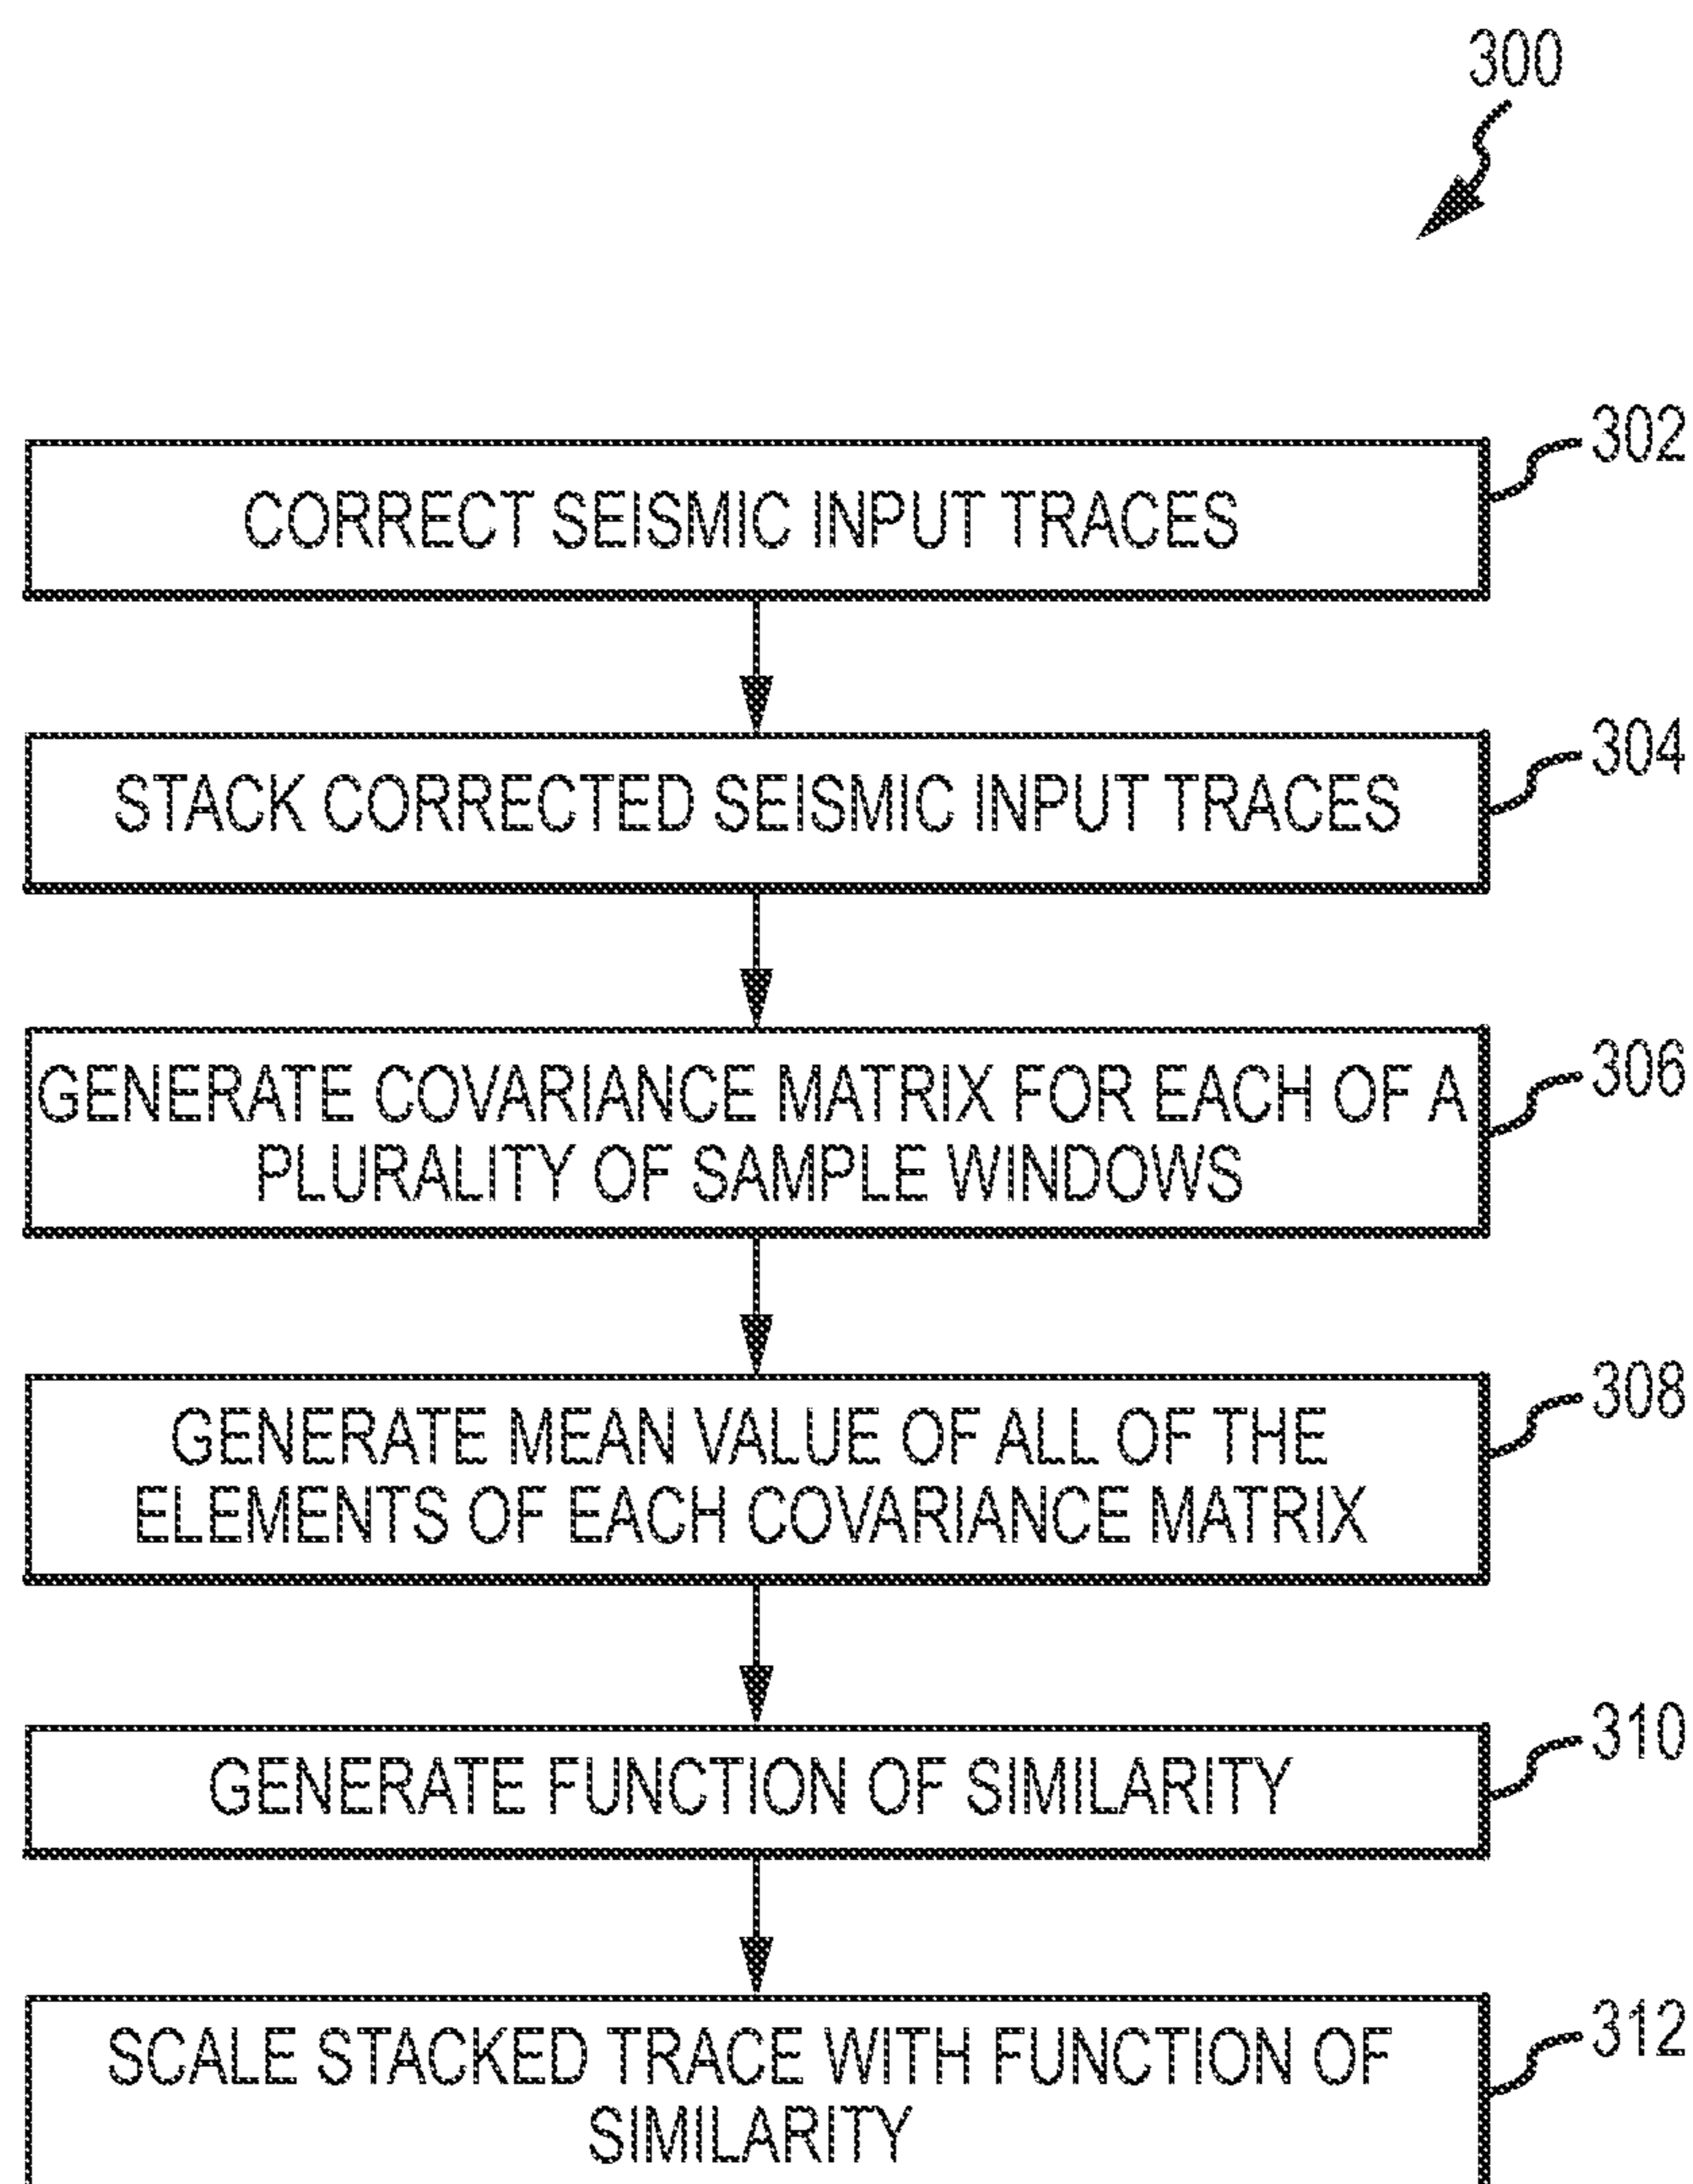 300
302
CORRECT SEISMIC INPUT TRACES
304
STACK CORRECTED SEISMIC INPUT TRACES
306
GENERATE COVARIANCE MATRIX FOR EACH OF A
PLURALITY OF SAMPLE WINDOWS
308
GENERATE MEAN VALUE OF ALL OF THE
ELEMENTS OF EACH COVARIANCE MATRIX
310
GENERATE FUNCTION OF SIMILARITY
312
SCALE STACKED TRACE WITH FUNCTION OF
SIMILARITY